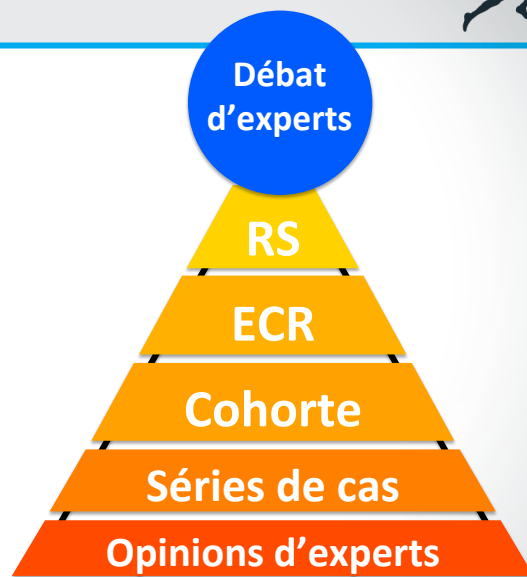 Débat
d’experts
RS
ECR
Cohorte
Séries de cas
Opinions d’experts